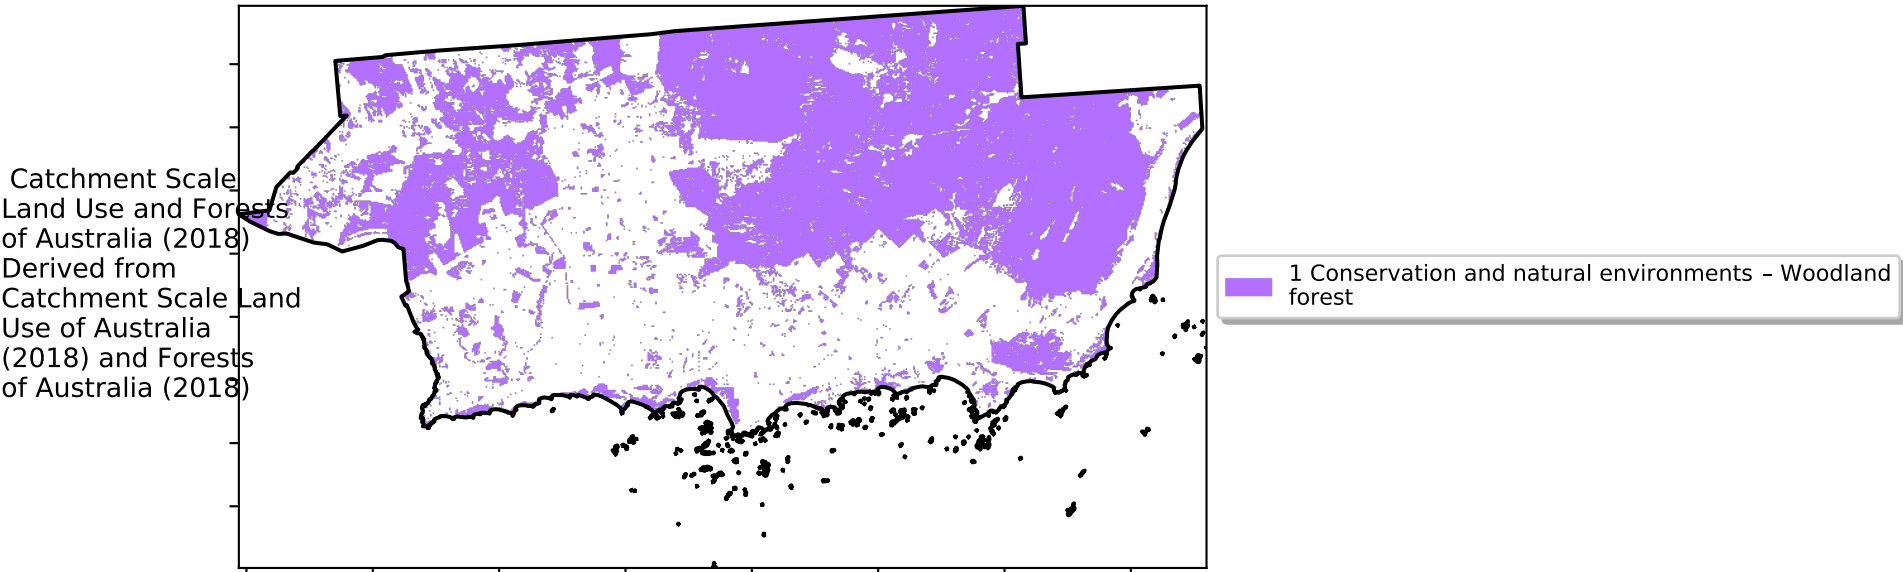 Catchment Scale
Land Use and Forests
of Australia (2018)
Derived from
Catchment Scale Land
Use of Australia
(2018) and Forests
of Australia (2018)
1 Conservation and natural environments – Woodland
forest